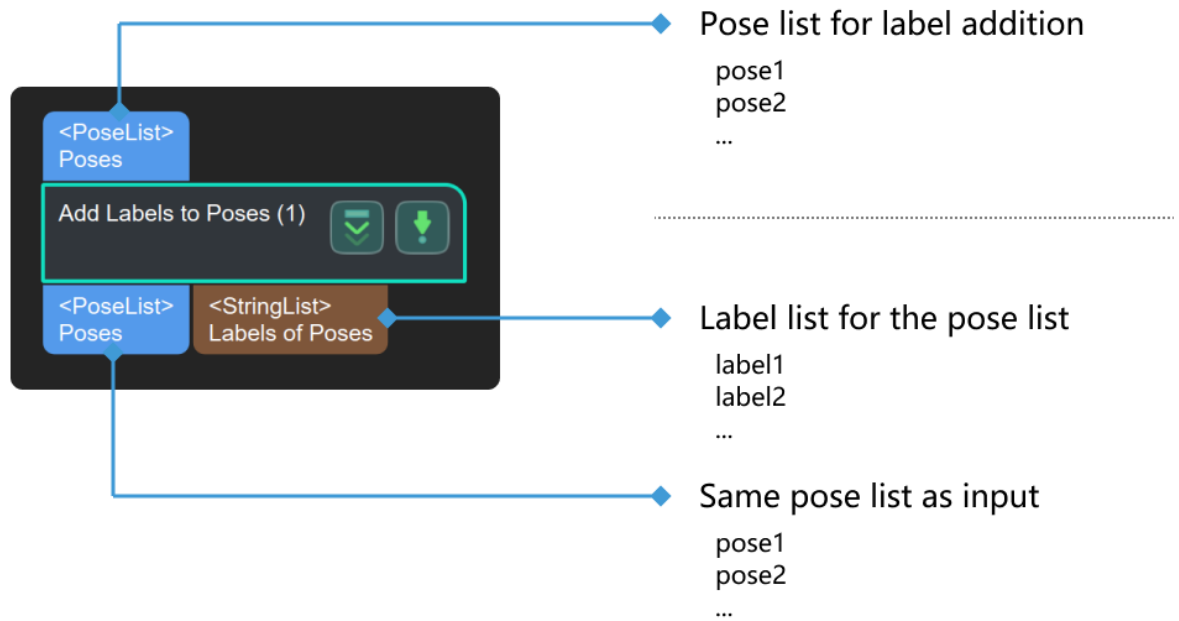 Pose list for label addition
pose1
pose2
...
<PoseList>
Poses
Add Labels to Poses (1)
<PoseList>
Poses
<StringList>
Labels of Poses
Label list for the pose list
label1
label2
...
Same pose list as input
pose1
pose2
...